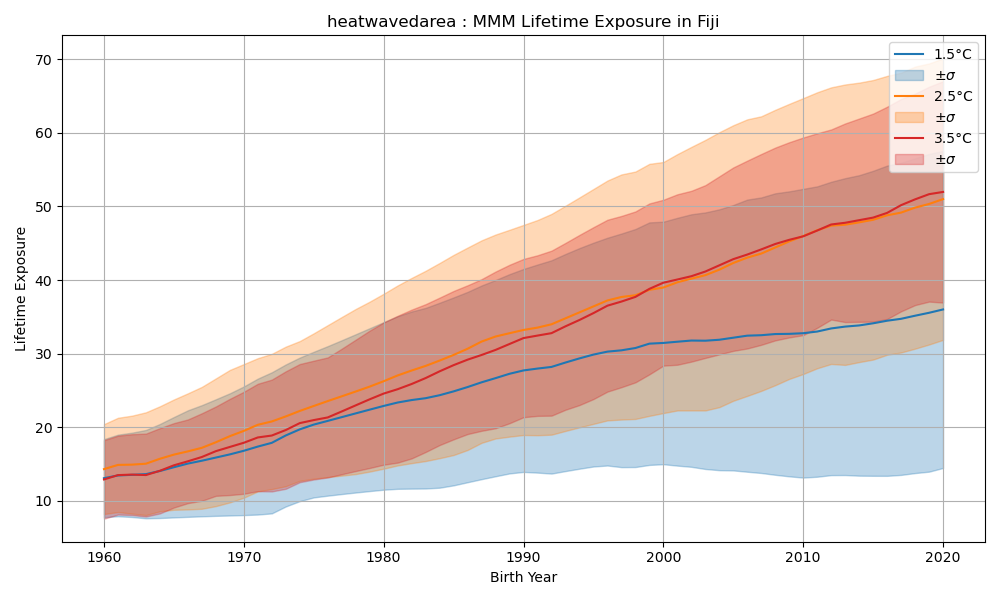 heatwavedarea : MMM Lifetime Exposure in Fiji
70
60
50
40
30
20
10
Lifetime Exposure
1.5°C
±σ
2.5°C
±σ
3.5°C
±σ
1960 1970 1980 1990 2000 2010 2020
Birth Year